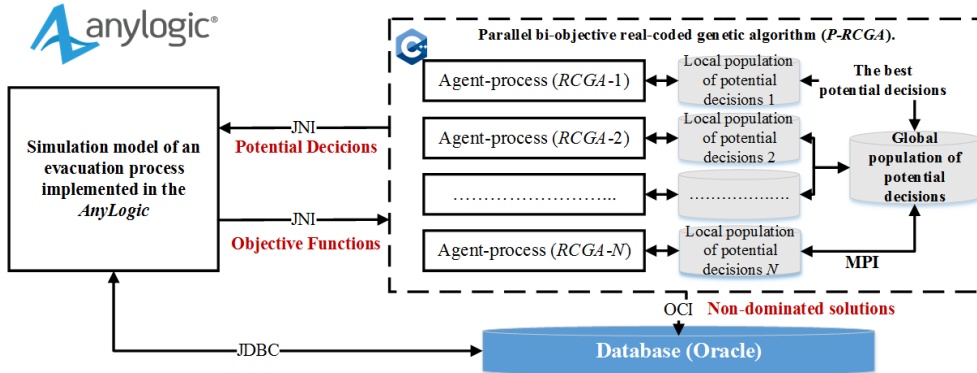 anylogic®
C++
Parallel bi-objective real-coded genetic algorithm (P-RCGA).
Agent-process (RCGA-1)
Local population
of potential
decisions 1
The best
potential decisions
JNI
Potential Decicions
Simulation model of an
evacuation process
implemented in the
AnyLogic
Agent-process (RCGA-2)
Local population
of potential
decisions 2
Global
population of
potential
decisions
……………………...
……………….
JNI
Objective Functions
Agent-process (RCGA-N)
Local population
of potential
decisions N
MPI
OCI
Non-dominated solutions
JDBC
Database (Oracle)